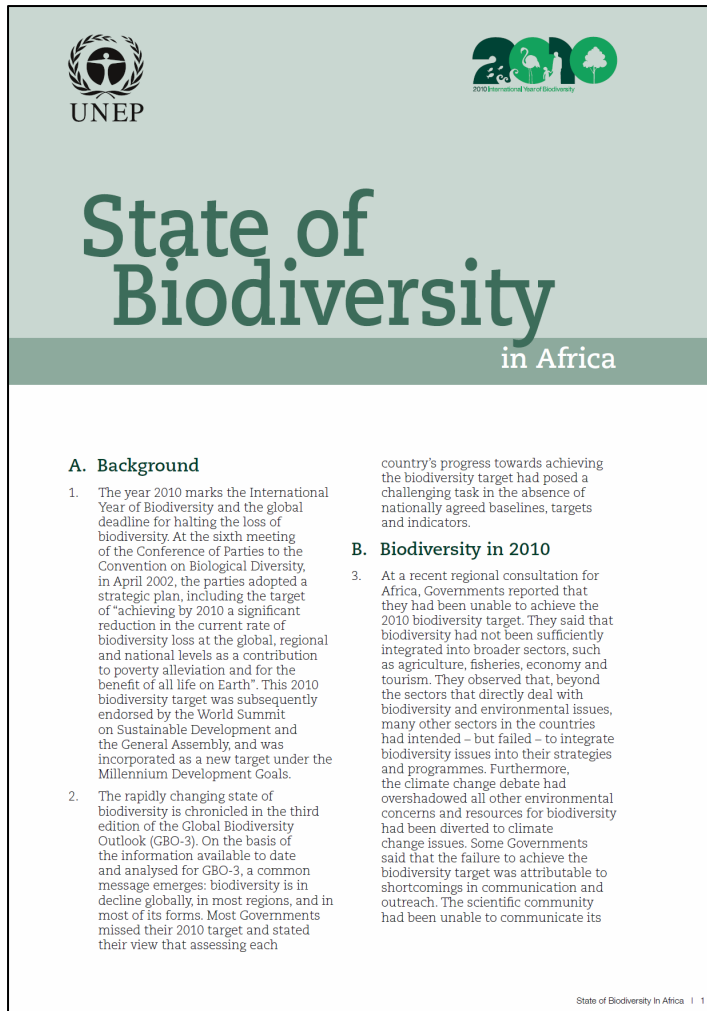 UNEP
2010
2010 International Year of Biodiversity
State of
Biodiversity
in Africa
A. Background
1. The year 2010 marks the International
Year of Biodiversity and the global
deadline for halting the loss of
biodiversity. At the sixth meeting
of the Conference of Parties to the
Convention on Biological Diversity,
in April 2002, the parties adopted a
strategic plan, including the target
of “achieving by 2010 a significant
reduction in the current rate of
biodiversity loss at the global, regional
and national levels as a contribution
to poverty alleviation and for the
benefit of all life on Earth”. This 2010
biodiversity target was subsequently
endorsed by the World Summit
on Sustainable Development and
the General Assembly, and was
incorporated as a new target under the
Millennium Development Goals.
2. The rapidly changing state of
biodiversity is chronicled in the third
edition of the Global Biodiversity
Outlook (GBO-3). On the basis of
the information available to date
and analysed for GBO-3, a common
message emerges: biodiversity is in
decline globally, in most regions, and in
most of its forms. Most Governments
missed their 2010 target and stated
their view that assessing each
country’s progress towards achieving
the biodiversity target had posed a
challenging task in the absence of
nationally agreed baselines, targets
and indicators.
B. Biodiversity in 2010
3. At a recent regional consultation for
Africa, Governments reported that
they had been unable to achieve the
2010 biodiversity target. They said that
biodiversity had not been sufficiently
integrated into broader sectors, such
as agriculture, fisheries, economy and
tourism. They observed that, beyond
the sectors that directly deal with
biodiversity and environmental issues,
many other sectors in the countries
had intended – but failed – to integrate
biodiversity issues into their strategies
and programmes. Furthermore,
the climate change debate had
overshadowed all other environmental
concerns and resources for biodiversity
had been diverted to climate
change issues. Some Governments
said that the failure to achieve the
biodiversity target was attributable to
shortcomings in communication and
outreach. The scientific community
had been unable to communicate its
State of Biodiversity In Africa | 1